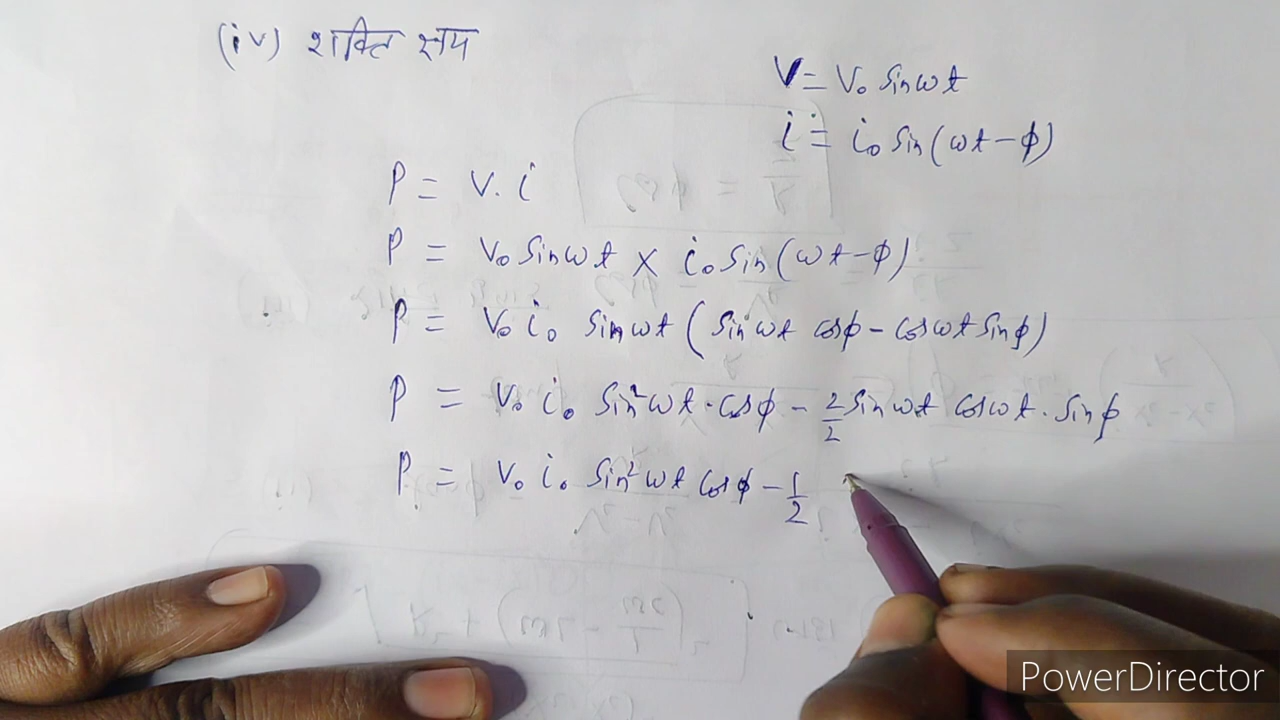 (iv) शक्ति क्षय
V = V₀ Sinωt
i = i₀ Sin(ωt-ϕ)
P = V. i
P = V₀ Sinωt × i₀ Sin(ωt-ϕ)
P = V₀ i₀ Sinωt (Sinωt cosϕ - cosωt Sinϕ)
P = V₀ i₀ Sin²ωt·cosϕ - 2/2 Sinωt cosωt. Sinϕ
P = V₀ i₀ Sin²ωt cosϕ - 1/2
PowerDirector